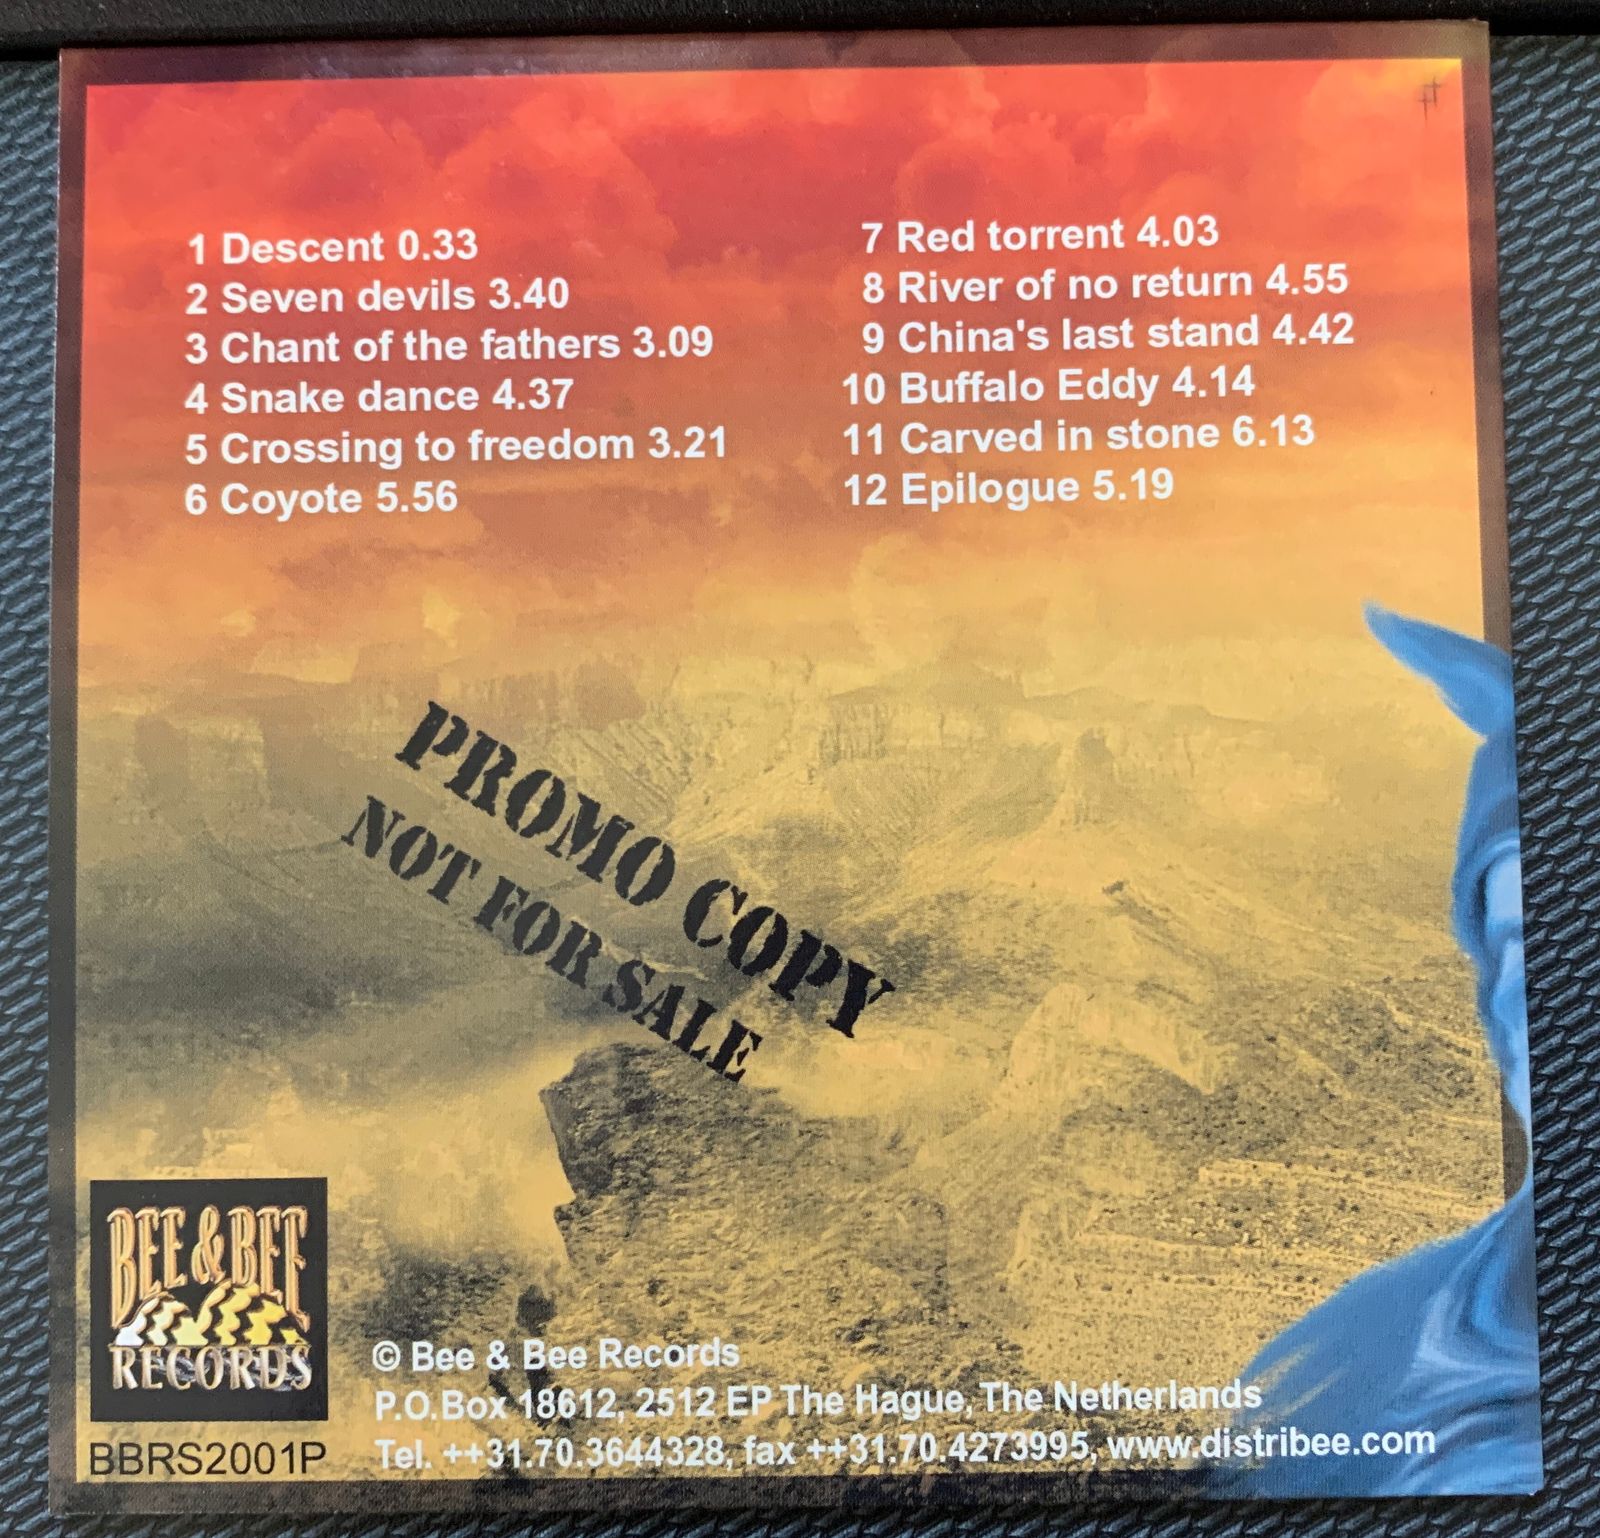 1 Descent 0.33
2 Seven devils 3.40
3 Chant of the fathers 3.09
4 Snake dance 4.37
5 Crossing to freedom 3.21
6 Coyote 5.56
7 Red torrent 4.03
8 River of no return 4.55
9 China's last stand 4.42
10 Buffalo Eddy 4.14
11 Carved in stone 6.13
12 Epilogue 5.19
PROMO COPY
NOT FOR SALE
BEE & BEE
RECORDS
BBRS2001P
© Bee & Bee Records
P.O.Box 18612, 2512 EP The Hague, The Netherlands
Tel. ++31.70.3644328, fax ++31.70.4273995, www.distribee.com